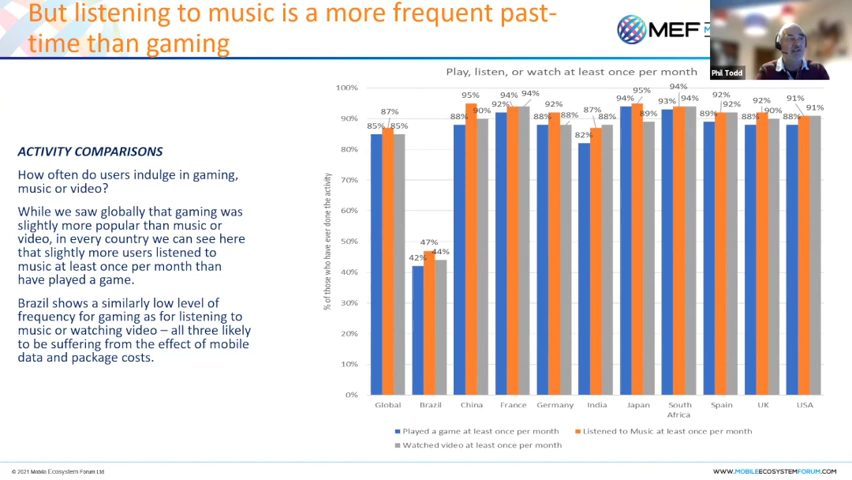 But listening to music is a more frequent past-
time than gaming
MEF
Phil Todd
ACTIVITY COMPARISONS
How often do users indulge in gaming,
music or video?
While we saw globally that gaming was
slightly more popular than music or
video, in every country we can see here
that slightly more users listened to
music at least once per month than
have played a game.
Brazil shows a similarly low level of
frequency for gaming as for listening to
music or watching video – all three likely
to be suffering from the effect of mobile
data and package costs.
Play, listen, or watch at least once per month
% of those who have ever done the activity
100%
90%
80%
70%
60%
50%
40%
30%
20%
10%
0%
85% 87% 85%
42% 47% 44%
88% 95% 90%
92% 94% 94%
88% 92% 88%
82% 87% 88%
94% 95% 89%
93% 94% 94%
89% 92% 92%
88% 92% 90%
88% 91% 91%
Global Brazil China France Germany India Japan South Africa Spain UK USA
Played a game at least once per month Listened to Music at least once per month
Watched video at least once per month
© 2021 Mobile Ecosystem Forum Ltd
WWW.MOBILEECOSYSTEMFORUM.COM